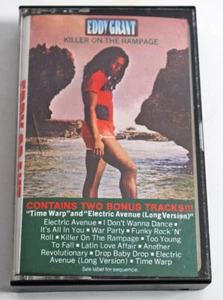 EDDY GRANT
KILLER ON THE RAMPAGE
CONTAINS TWO BONUS TRACKS!!!
"Time Warp" and "Electric Avenue (Long Version)"
Electric Avenue • I Don't Wanna Dance •
It's All In You • War Party • Funky Rock 'N'
Roll • Killer On The Rampage • Too Young
To Fall • Latin Love Affair • Another
Revolutionary • Drop Baby Drop • Electric
Avenue (Long Version) • Time Warp
See label for sequence.